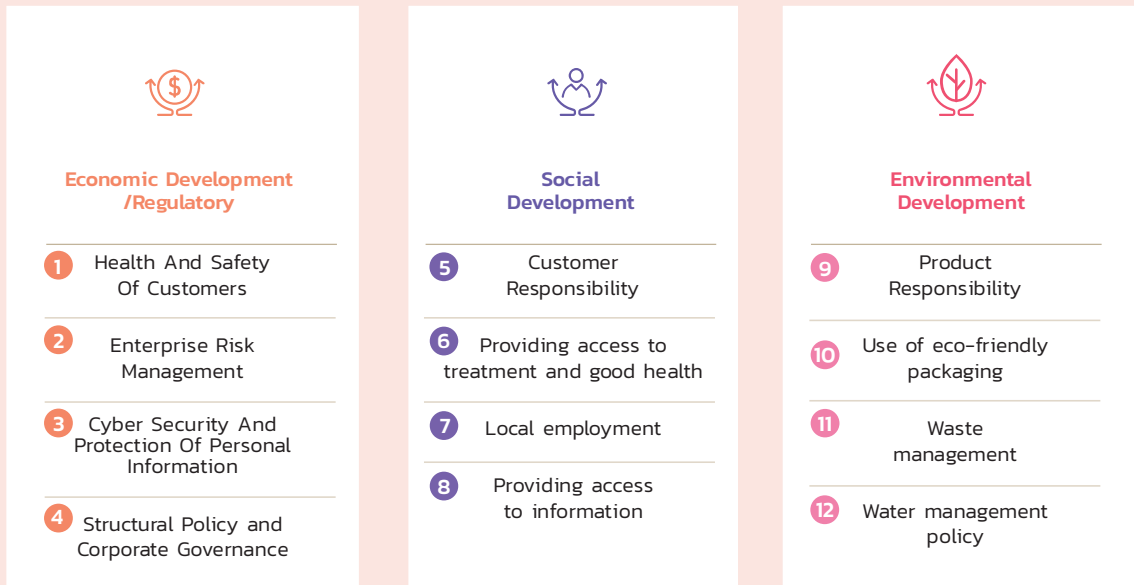 $
Economic Development
/Regulatory
1
Health And Safety
Of Customers
2
Enterprise Risk
Management
3
Cyber Security And
Protection Of Personal
Information
4
Structural Policy and
Corporate Governance
Social
Development
5
Customer
Responsibility
6
Providing access to
treatment and good health
7
Local employment
8
Providing access
to information
Environmental
Development
9
Product
Responsibility
10
Use of eco-friendly
packaging
11
Waste
management
12
Water management
policy